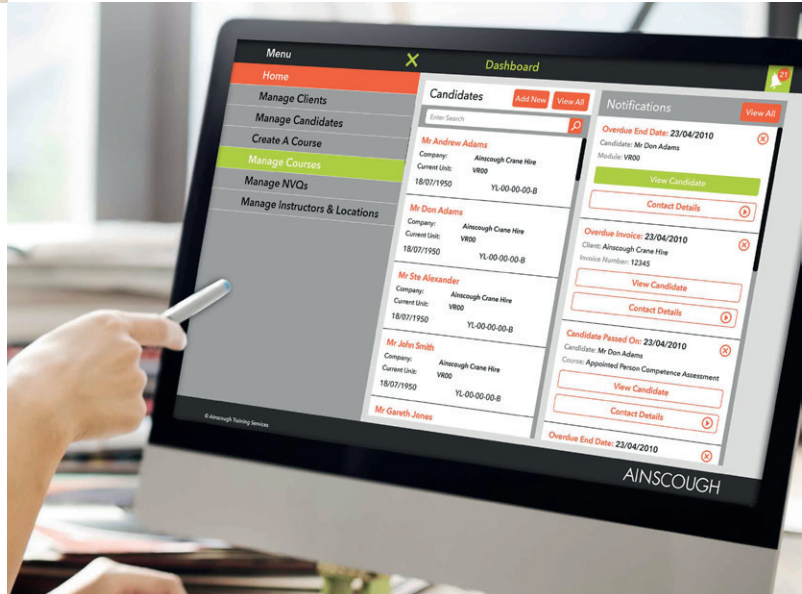 Menu
Home
Manage Clients
Manage Candidates
Create A Course
Manage Courses
Manage NVQs
Manage Instructors & Locations
© Ainscough Training Services
Dashboard
21
Candidates
Add New
View All
Enter Search
Mr Andrew Adams
Company: Ainscough Crane Hire
Current Unit: VR00
18/07/1950 YL-00-00-00-B
Mr Don Adams
Company: Ainscough Crane Hire
Current Unit: VR00
18/07/1950 YL-00-00-00-B
Mr Ste Alexander
Company: Ainscough Crane Hire
Current Unit: VR00
18/07/1950 YL-00-00-00-B
Mr John Smith
Company: Ainscough Crane Hire
Current Unit: VR00
18/07/1950 YL-00-00-00-B
Mr Gareth Jones
Notifications
View All
Overdue End Date: 23/04/2010
Candidate: Mr Don Adams
Module: VR00
View Candidate
Contact Details
Overdue Invoice: 23/04/2010
Client: Ainscough Crane Hire
Invoice Number: 12345
View Candidate
Contact Details
Candidate Passed On: 23/04/2010
Candidate: Mr Don Adams
Course: Appointed Person Competence Assessment
View Candidate
Contact Details
Overdue End Date: 23/04/2010
AINSCOUGH